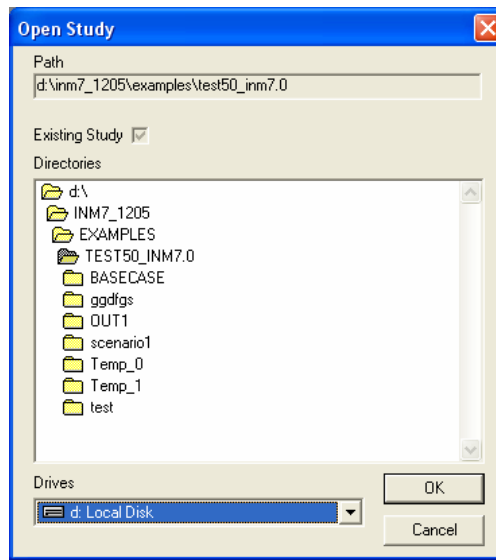 Open Study
Path
d:\inm7_1205\examples\test50_inm7.0
Existing Study
Directories
d:\
INM7_1205
EXAMPLES
TEST50_INM7.0
BASECASE
ggdfgs
OUT1
scenario1
Temp_0
Temp_1
test
Drives
d: Local Disk
OK
Cancel